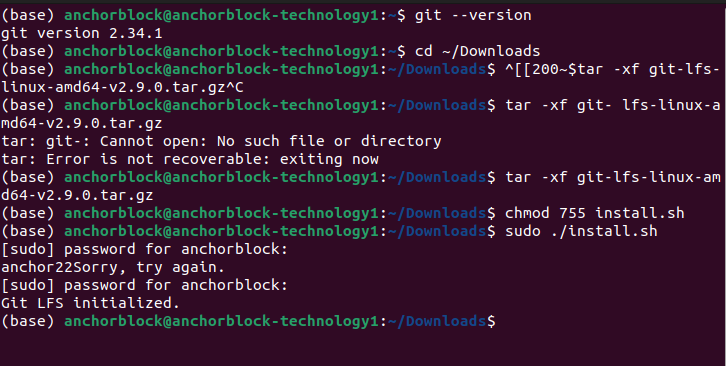 (base) anchorblock@anchorblock-technology1:~$ git --version
git version 2.34.1
(base) anchorblock@anchorblock-technology1:~$ cd ~/Downloads
(base) anchorblock@anchorblock-technology1:~/Downloads$ ^[[200~$tar -xf git-lfs-
linux-amd64-v2.9.0.tar.gz^C
(base) anchorblock@anchorblock-technology1:~/Downloads$ tar -xf git- lfs-linux-a
md64-v2.9.0.tar.gz
tar: git-: Cannot open: No such file or directory
tar: Error is not recoverable: exiting now
(base) anchorblock@anchorblock-technology1:~/Downloads$ tar -xf git-lfs-linux-am
d64-v2.9.0.tar.gz
(base) anchorblock@anchorblock-technology1:~/Downloads$ chmod 755 install.sh
(base) anchorblock@anchorblock-technology1:~/Downloads$ sudo ./install.sh
[sudo] password for anchorblock:
anchor22Sorry, try again.
[sudo] password for anchorblock:
Git LFS initialized.
(base) anchorblock@anchorblock-technology1:~/Downloads$